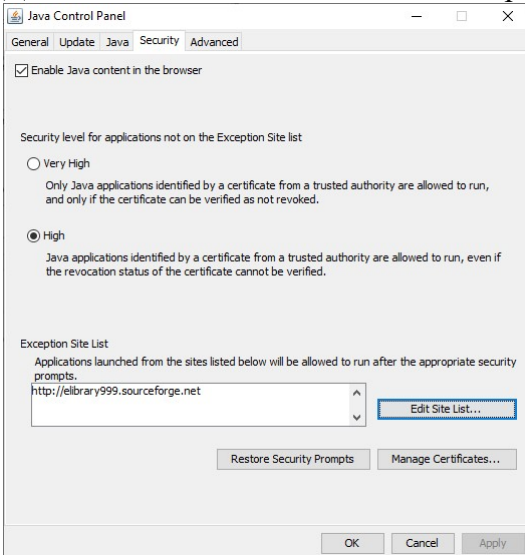 Java Control Panel
General Update Java Security Advanced
Enable Java content in the browser
Security level for applications not on the Exception Site list
Very High
Only Java applications identified by a certificate from a trusted authority are allowed to run,
and only if the certificate can be verified as not revoked.
High
Java applications identified by a certificate from a trusted authority are allowed to run, even if
the revocation status of the certificate cannot be verified.
Exception Site List
Applications launched from the sites listed below will be allowed to run after the appropriate security
prompts.
http://elibrary999.sourceforge.net
Edit Site List...
Restore Security Prompts Manage Certificates...
OK Cancel Apply